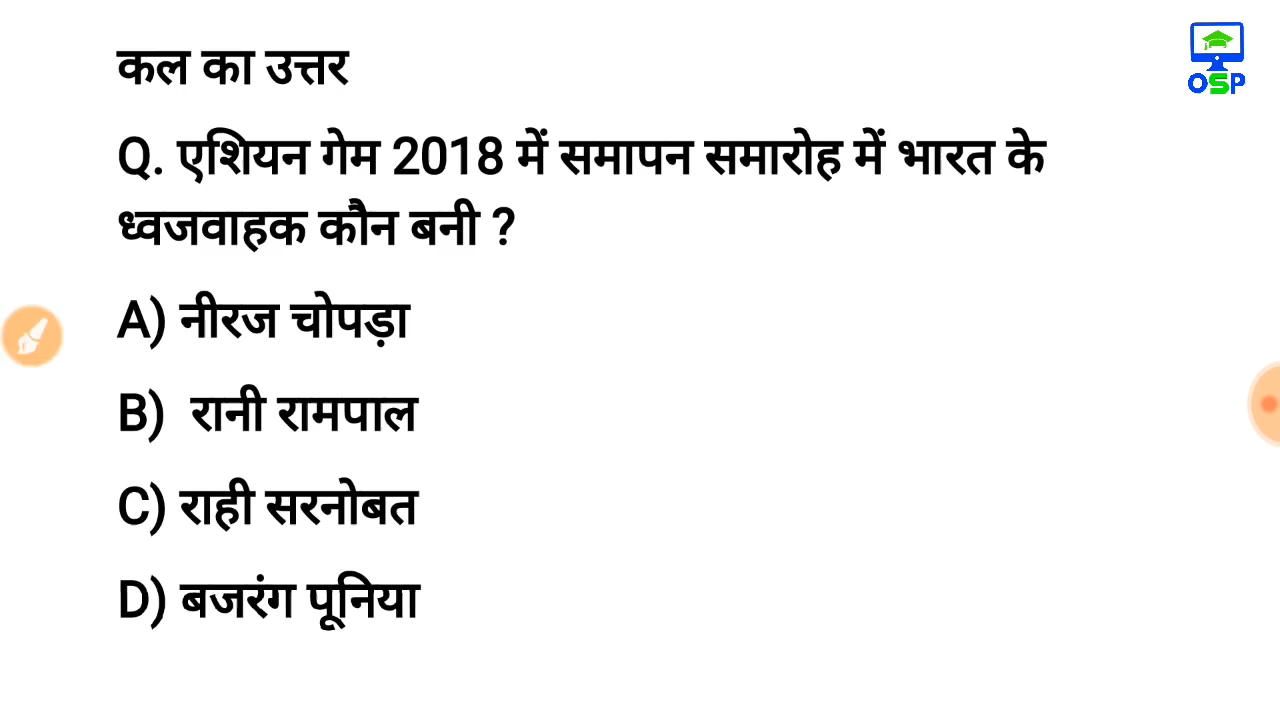 कल का उत्तर
OSP
Q. एशियन गेम 2018 में समापन समारोह में भारत के
ध्वजवाहक कौन बनी ?
A) नीरज चोपड़ा
B) रानी रामपाल
C) राही सरनोबत
D) बजरंग पूनिया